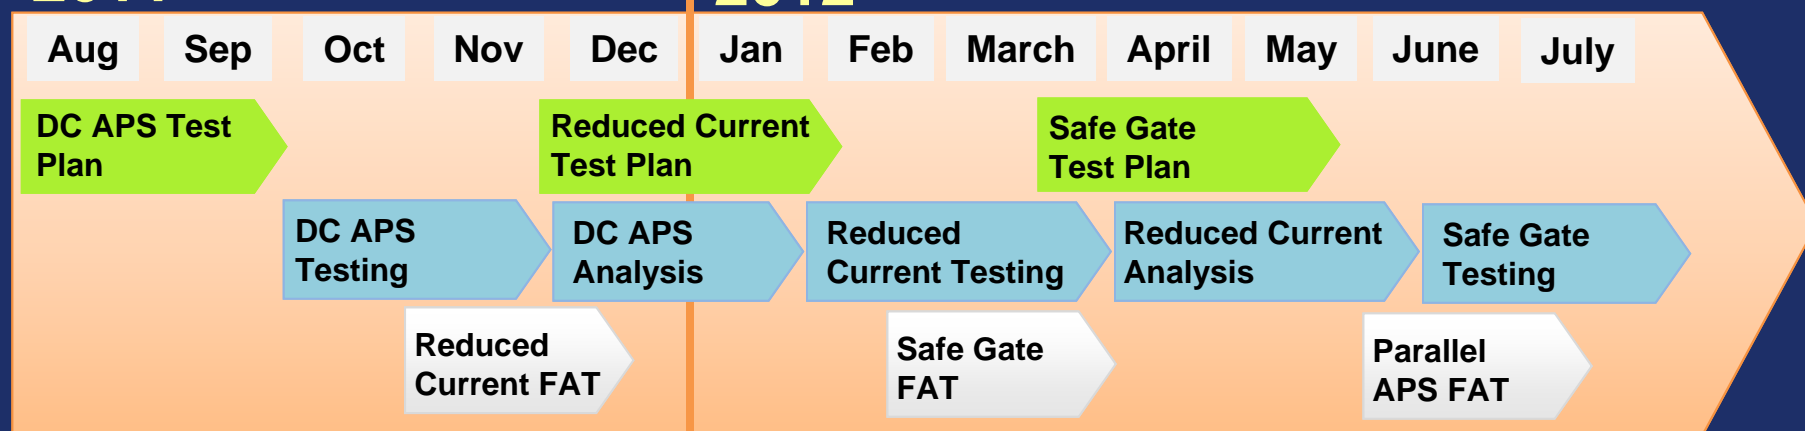 2011
2012
Aug Sep Oct Nov Dec Jan Feb March April May June July
DC APS Test
Plan
Reduced Current
Test Plan
Safe Gate
Test Plan
DC APS
Testing
DC APS
Analysis
Reduced
Current Testing
Reduced Current
Analysis
Safe Gate
Testing
Reduced
Current FAT
Safe Gate
FAT
Parallel
APS FAT